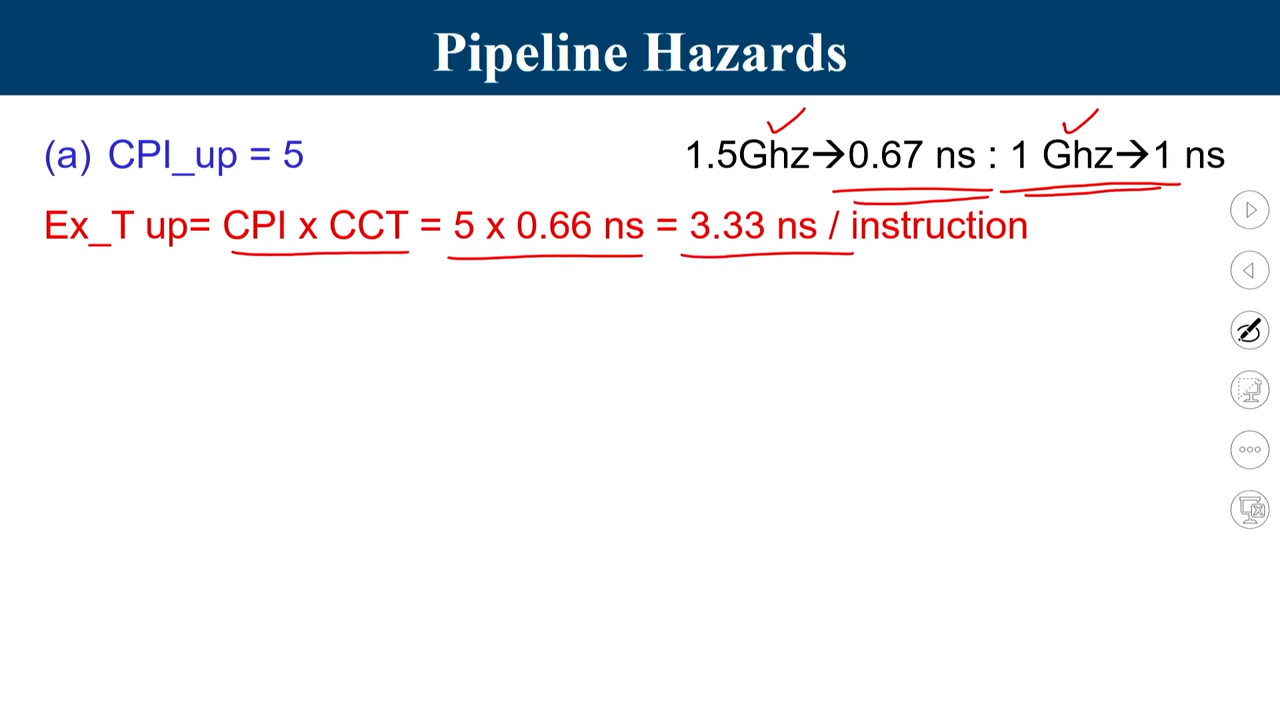 Pipeline Hazards
(a) CPI_up = 5
1.5Ghz→0.67 ns : 1 Ghz→1 ns
Ex_T up= CPI x CCT = 5 x 0.66 ns = 3.33 ns / instruction